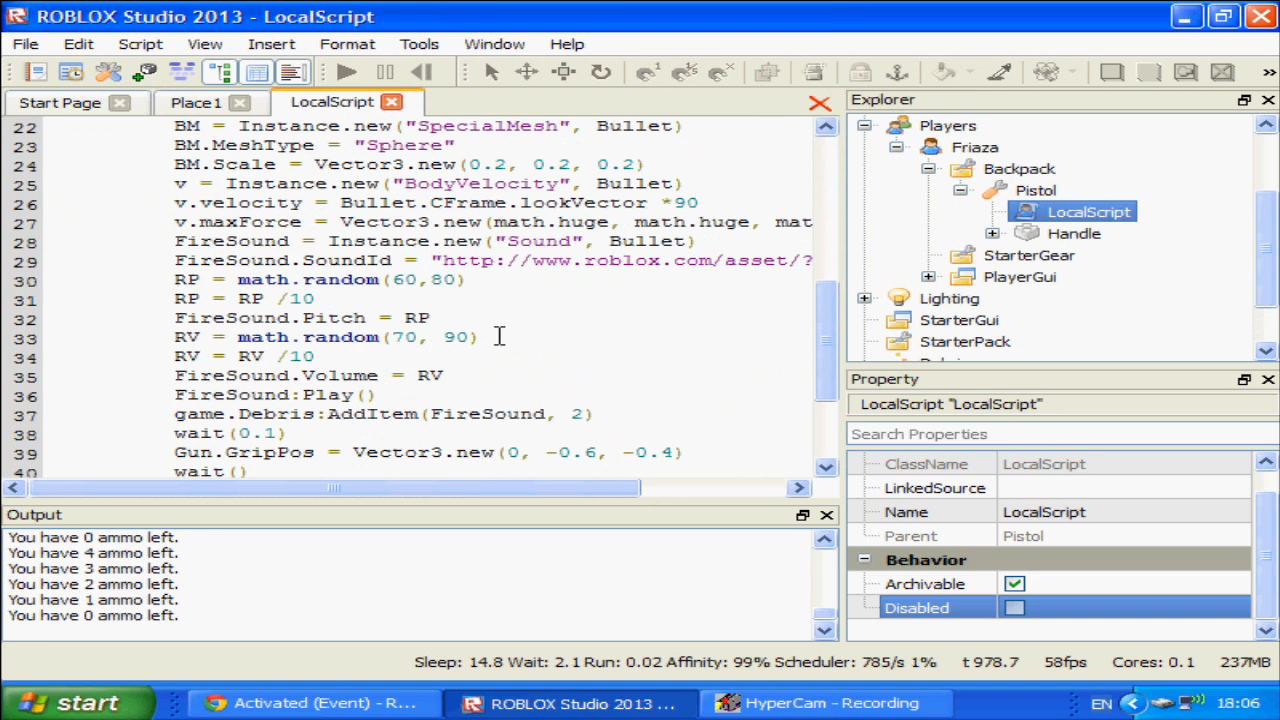 ROBLOX Studio 2013 - LocalScript
File Edit Script View Insert Format Tools Window Help
Start Page Place1 LocalScript
22 BM = Instance.new("SpecialMesh", Bullet)
23 BM.MeshType = "Sphere"
24 BM.Scale = Vector3.new(0.2, 0.2, 0.2)
25 v = Instance.new("BodyVelocity", Bullet)
26 v.velocity = Bullet.CFrame.lookVector *90
27 v.maxForce = Vector3.new(math.huge, math.huge, mat
28 FireSound = Instance.new("Sound", Bullet)
29 FireSound.SoundId = "http://www.roblox.com/asset/?
30 RP = math.random(60,80)
31 RP = RP /10
32 FireSound.Pitch = RP
33 RV = math.random(70, 90)
34 RV = RV /10
35 FireSound.Volume = RV
36 FireSound:Play()
37 game.Debris:AddItem(FireSound, 2)
38 wait(0.1)
39 Gun.GripPos = Vector3.new(0, -0.6, -0.4)
40 wait()
Output
You have 0 ammo left.
You have 4 ammo left.
You have 3 ammo left.
You have 2 ammo left.
You have 1 ammo left.
You have 0 ammo left.
Explorer
Players
Friaza
Backpack
Pistol
LocalScript
Handle
StarterGear
PlayerGui
Lighting
StarterGui
StarterPack
Property
LocalScript "LocalScript"
Search Properties
ClassName LocalScript
LinkedSource
Name LocalScript
Parent Pistol
Behavior
Archivable
Disabled
Sleep: 14.8 Wait: 2.1 Run: 0.02 Affinity: 99% Scheduler: 785/s 1% t 978.7 58fps Cores: 0.1 237MB
start Activated (Event) - R... ROBLOX Studio 2013 ... HyperCam - Recording EN 18:06